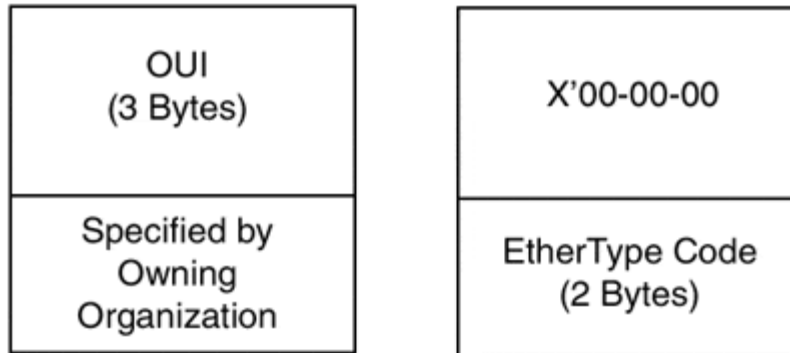 OUI
(3 Bytes)
Specified by
Owning
Organization
X'00-00-00
EtherType Code
(2 Bytes)